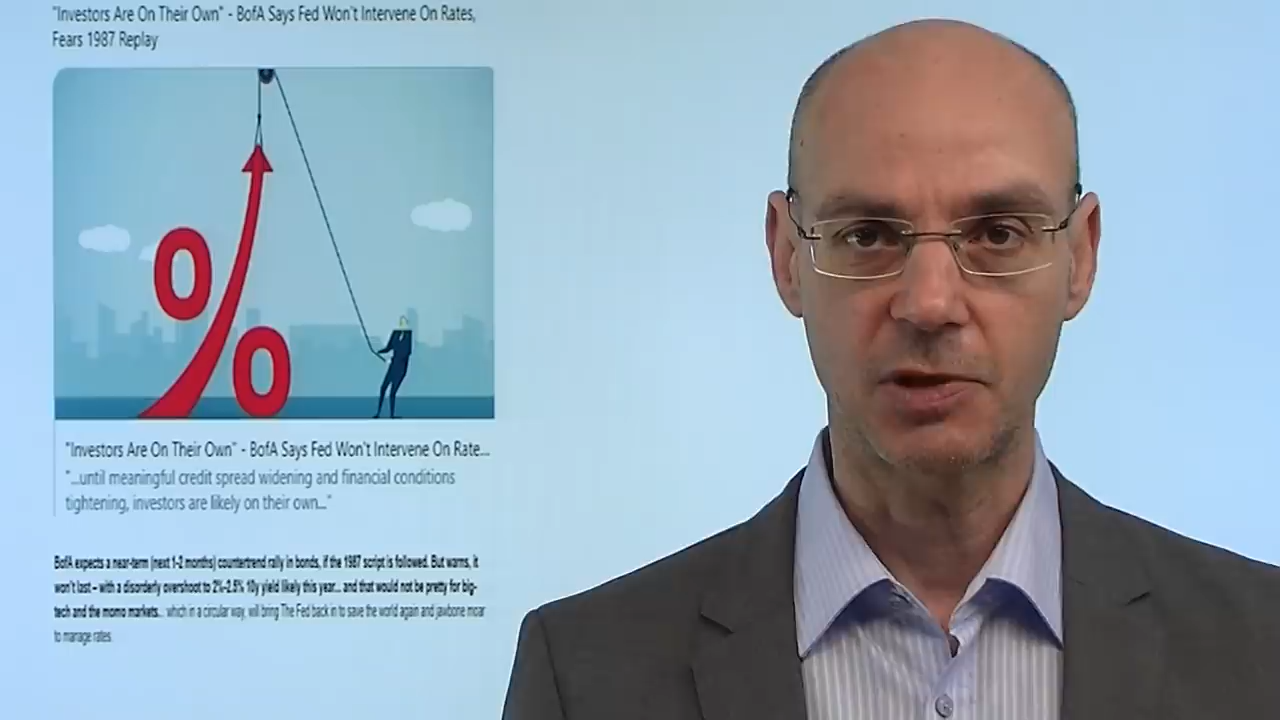 "Investors Are On Their Own" - BofA Says Fed Won't Intervene On Rates,
Fears 1987 Replay
"Investors Are On Their Own" - BofA Says Fed Won't Intervene On Rate...
"...until meaningful credit spread widening and financial conditions
tightening, investors are likely on their own..."
BofA expects a near-term (next 1-2 months) countertrend rally in bonds, if the 1987 script is followed. But warns, it
won't last – with a disorderly overshoot to 2%-2.5% 10y yield likely this year... and that would not be pretty for big-
tech and the momo markets... which in a circular way, will bring The Fed back in to save the world again and jawbone moar
to manage rates.